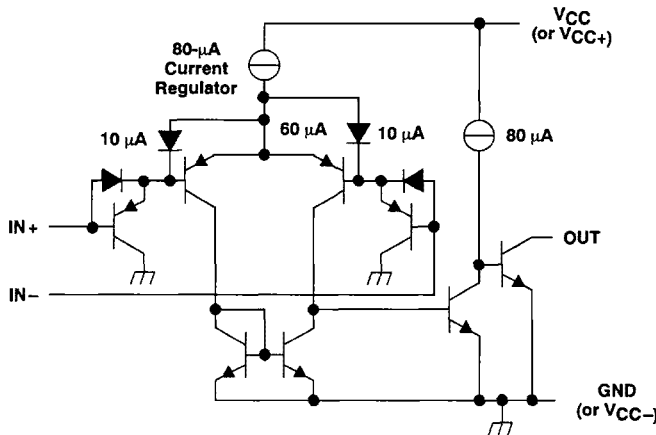 VCC
(or VCC+)
80-µA
Current
Regulator
10 µA
60 µA
10 µA
80 µA
IN+
OUT
IN−
GND
(or VCC−)